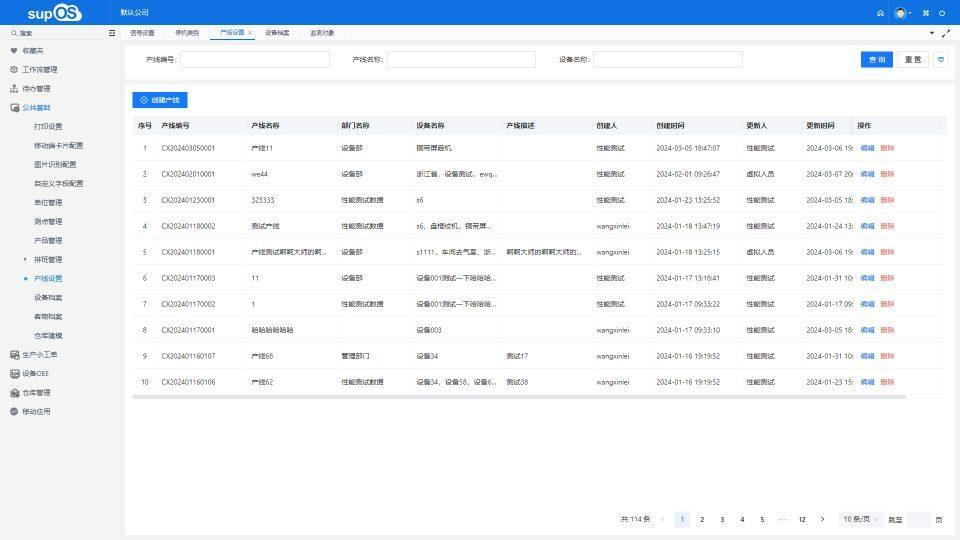 supOS 默认公司
搜索
信号设置 停机类别 产线设置 设备档案 监测对象
收藏夹
工作流管理
待办管理
公共基础
打印设置
移动端卡片配置
图片识别配置
自定义字段配置
单位管理
测点管理
产品管理
排班管理
产线设置
设备档案
客商档案
仓库建模
生产小工单
设备OEE
仓库管理
移动应用
产线编号: 产线名称: 设备名称: 查 询 重 置
创建产线
序号 产线编号 产线名称 部门名称 设备名称 产线描述 创建人 创建时间 更新人 更新时间 操作
1 CX202403050001 产线11 设备部 铜带屏蔽机 性能测试 2024-03-05 18:47:07 性能测试 2024-03-06 19: 编辑 删除
2 CX202402010001 we44 设备部 浙江省，设备测试，ewq... 性能测试 2024-02-01 09:26:47 虚拟人员 2024-03-07 20: 编辑 删除
3 CX202401230001 323333 性能测试数据 s6 性能测试 2024-01-23 13:25:52 性能测试 2024-03-05 18: 编辑 删除
4 CX202401180002 测试产线 性能测试数据 s6，盘框绞机，铜带屏... wangxinlei 2024-01-18 13:47:19 性能测试 2024-01-24 13: 编辑 删除
5 CX202401180001 产线测试啊啊大师的啊... 设备部 s1111，车间去气室，浙... 啊啊大师的啊啊大师的... wangxinlei 2024-01-18 13:25:15 虚拟人员 2024-03-06 19: 编辑 删除
6 CX202401170003 11 设备部 设备001测试一下哈哈哈... 性能测试 2024-01-17 13:18:41 性能测试 2024-01-31 10: 编辑 删除
7 CX202401170002 1 性能测试数据 设备001测试一下哈哈哈... 性能测试 2024-01-17 09:33:22 性能测试 2024-01-17 09: 编辑 删除
8 CX202401170001 哈哈哈哈哈哈 设备003 wangxinlei 2024-01-17 09:33:10 性能测试 2024-03-05 18: 编辑 删除
9 CX202401160107 产线68 管理部门 设备34 测试17 wangxinlei 2024-01-16 19:19:52 性能测试 2024-01-31 10: 编辑 删除
10 CX202401160106 产线62 性能测试数据 设备34，设备58，设备6... 测试38 wangxinlei 2024-01-16 19:19:52 性能测试 2024-01-23 15: 编辑 删除
共 114 条 1 2 3 4 5 ··· 12 10 条/页 跳至 页